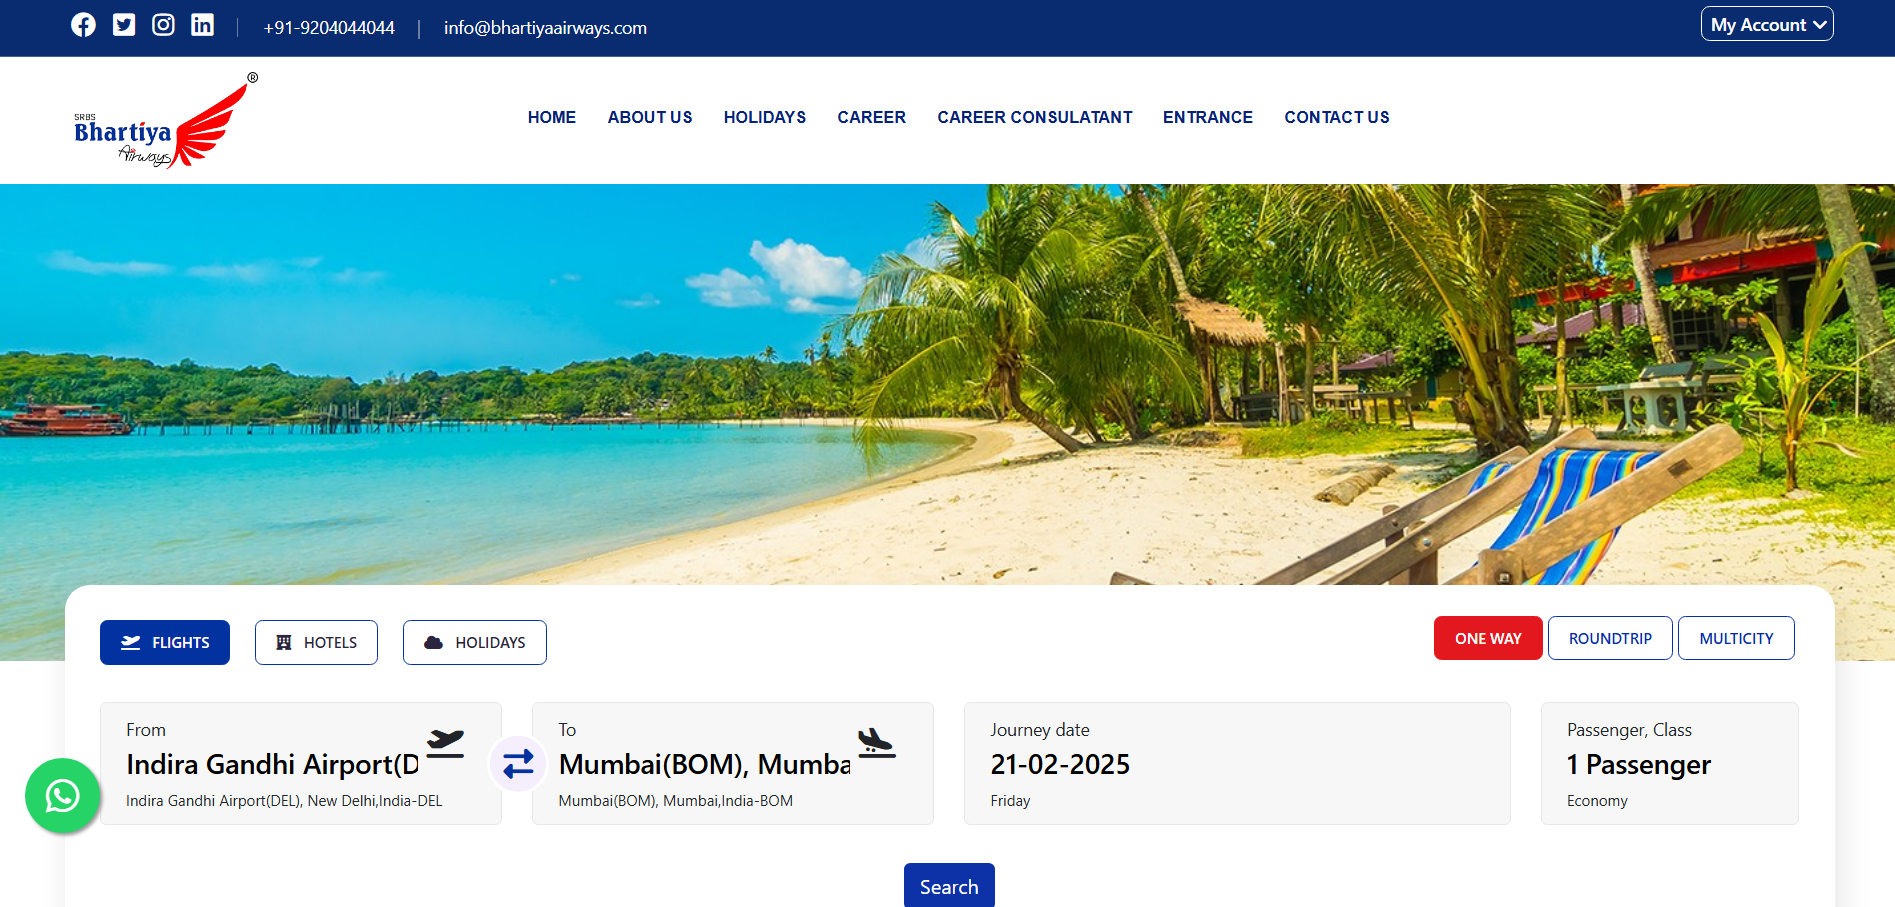 +91-9204044044 | info@bhartiyaairways.com
My Account
®
SRBS
Bhartiya
Airways
HOME ABOUT US HOLIDAYS CAREER CAREER CONSULATANT ENTRANCE CONTACT US
FLIGHTS HOTELS HOLIDAYS
ONE WAY ROUNDTRIP MULTICITY
From
Indira Gandhi Airport(D
Indira Gandhi Airport(DEL), New Delhi,India-DEL
To
Mumbai(BOM), Mumba
Mumbai(BOM), Mumbai,India-BOM
Journey date
21-02-2025
Friday
Passenger, Class
1 Passenger
Economy
Search